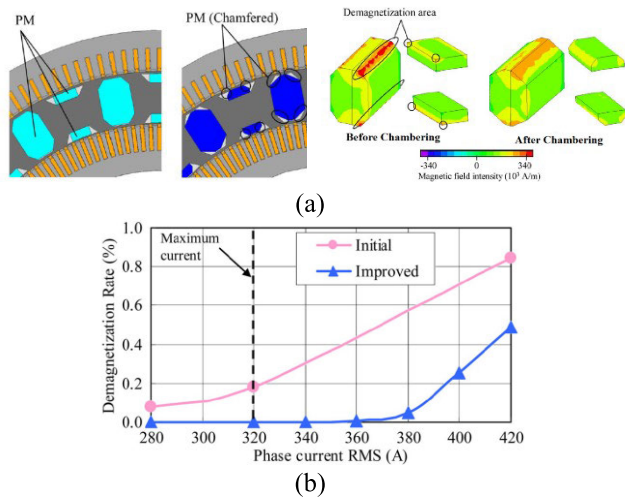 PM
PM (Chamfered)
Demagnetization area
Before Chambering
After Chambering
-340
0
340
Magnetic field intensity (10³ A/m)
(a)
Demagnetization Rate (%)
1.0
0.8
0.6
0.4
0.2
0.0
Maximum
current
Initial
Improved
280 300 320 340 360 380 400 420
Phase current RMS (A)
(b)